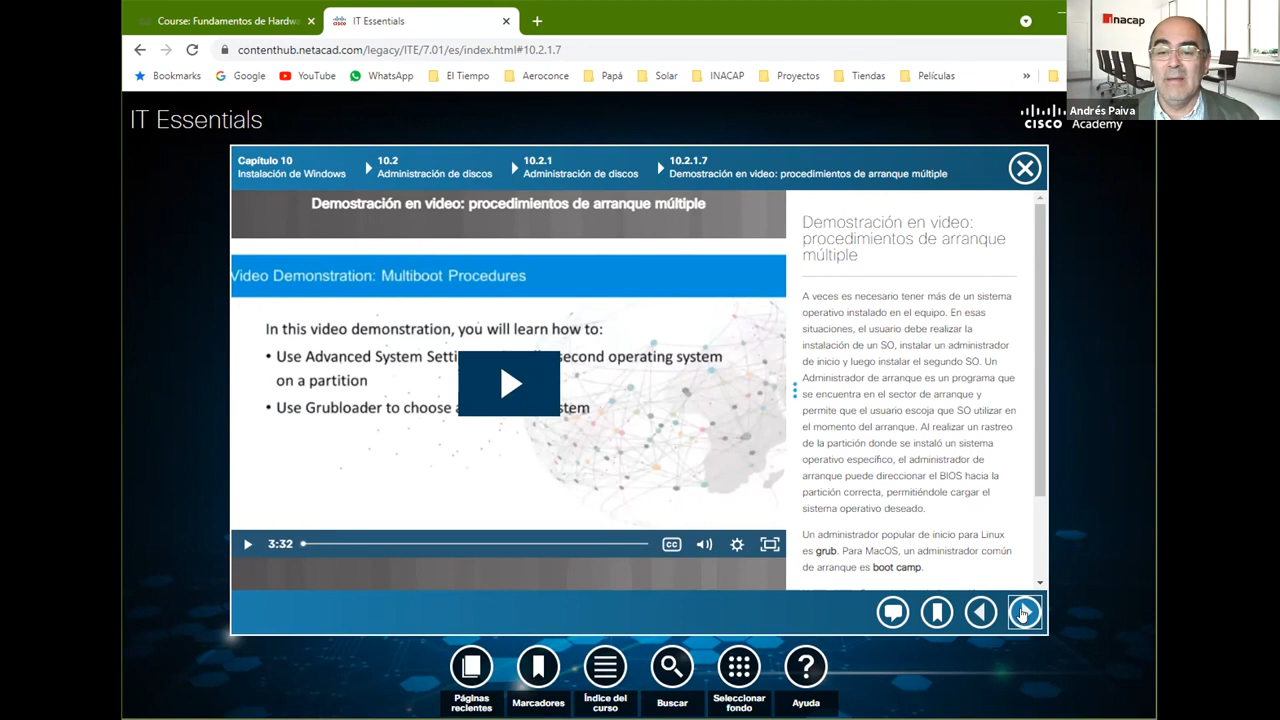 Course: Fundamentos de Hardwa
IT Essentials
contenthub.netacad.com/legacy/ITE/7.01/es/index.html#10.2.1.7
Bookmarks Google YouTube WhatsApp El Tiempo Aeroconce Papá Solar INACAP Proyectos Tiendas Películas
inacap
Andrés Paiva
IT Essentials
cisco Academy
Capítulo 10
Instalación de Windows
10.2
Administración de discos
10.2.1
Administración de discos
10.2.1.7
Demostración en video: procedimientos de arranque múltiple
Demostración en video: procedimientos de arranque múltiple
Video Demonstration: Multiboot Procedures
In this video demonstration, you will learn how to:
• Use Advanced System Setti second operating system
on a partition
• Use Grubloader to choose a stem
3:32
CC
Demostración en video:
procedimientos de arranque
múltiple
A veces es necesario tener más de un sistema
operativo instalado en el equipo. En esas
situaciones, el usuario debe realizar la
instalación de un SO, instalar un administrador
de inicio y luego instalar el segundo SO. Un
Administrador de arranque es un programa que
se encuentra en el sector de arranque y
permite que el usuario escoja que SO utilizar en
el momento del arranque. Al realizar un rastreo
de la partición donde se instaló un sistema
operativo específico, el administrador de
arranque puede direccionar el BIOS hacia la
partición correcta, permitiéndole cargar el
sistema operativo deseado.
Un administrador popular de inicio para Linux
es grub. Para MacOS, un administrador común
de arranque es boot camp.
Páginas
recientes
Marcadores
Índice del
curso
Buscar
Seleccionar
fondo
?
Ayuda